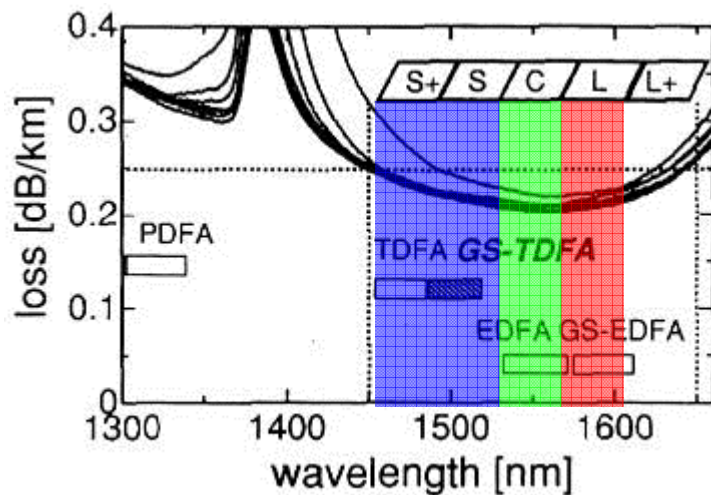 0.4
S+ S C L L+
0.3
0.2
PDFA
TDFA GS-TDFA
0.1
EDFA GS-EDFA
0
1300 1400 1500 1600
loss [dB/km]
wavelength [nm]